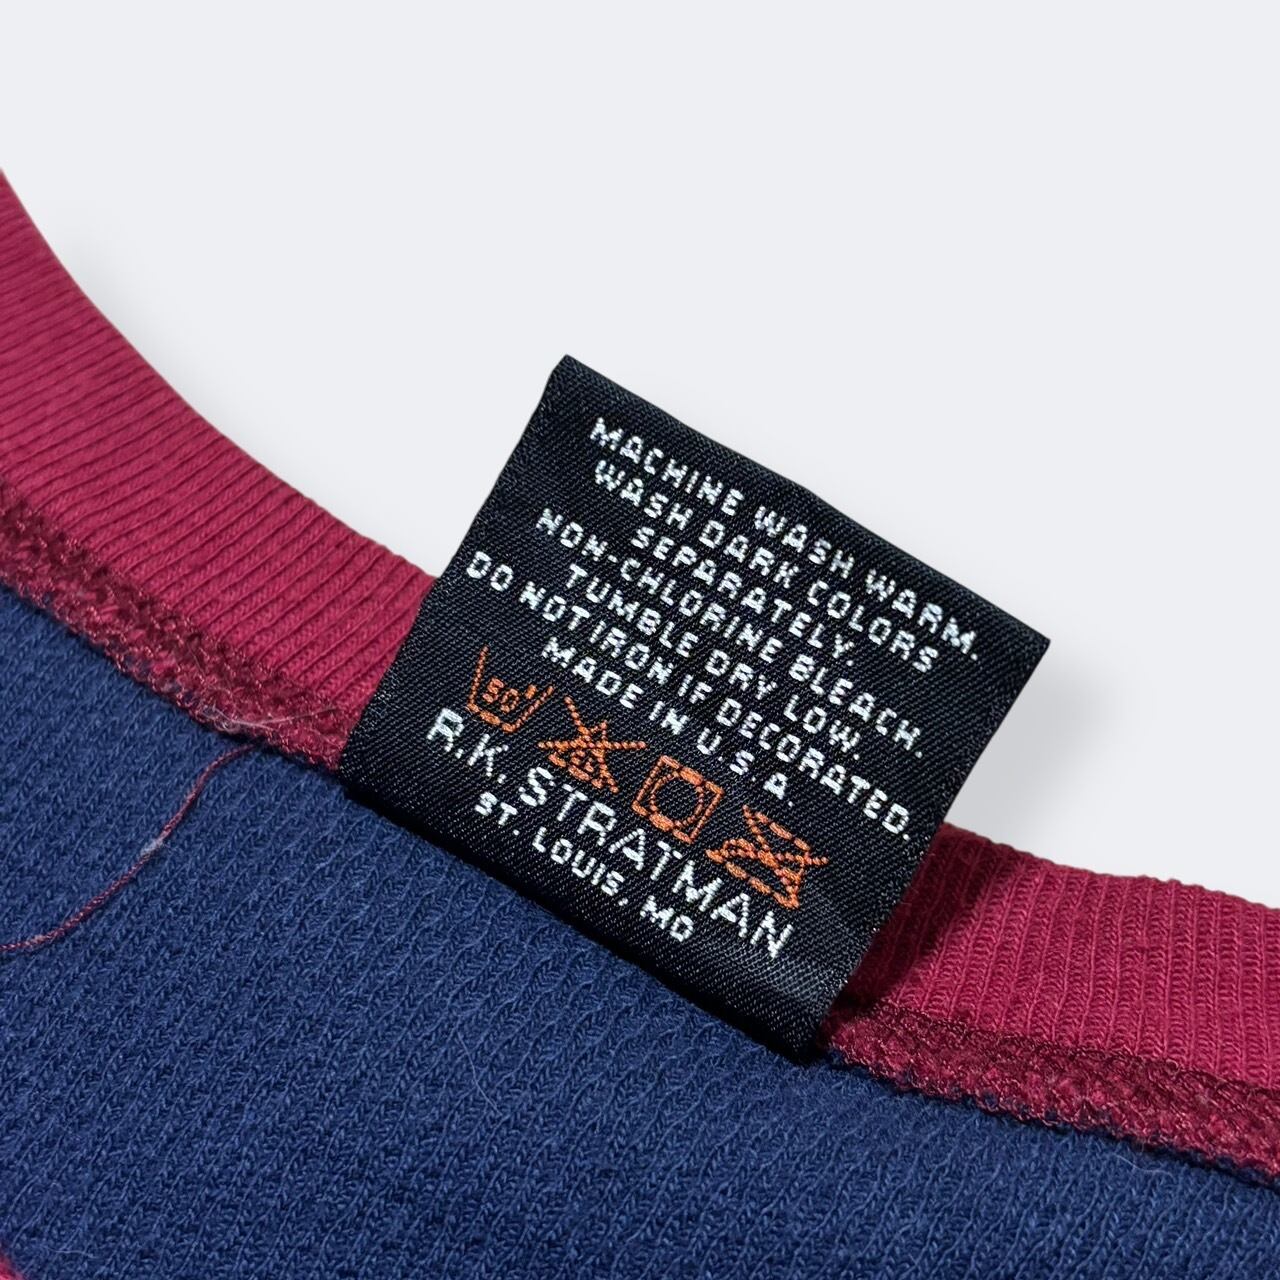 MACHINE WASH WARM.
WASH DARK COLORS
SEPARATELY.
NON-CHLORINE BLEACH.
TUMBLE DRY LOW.
DO NOT IRON IF DECORATED.
MADE IN U.S.A.
50°
R.K. STRATMAN
ST. LOUIS, MO